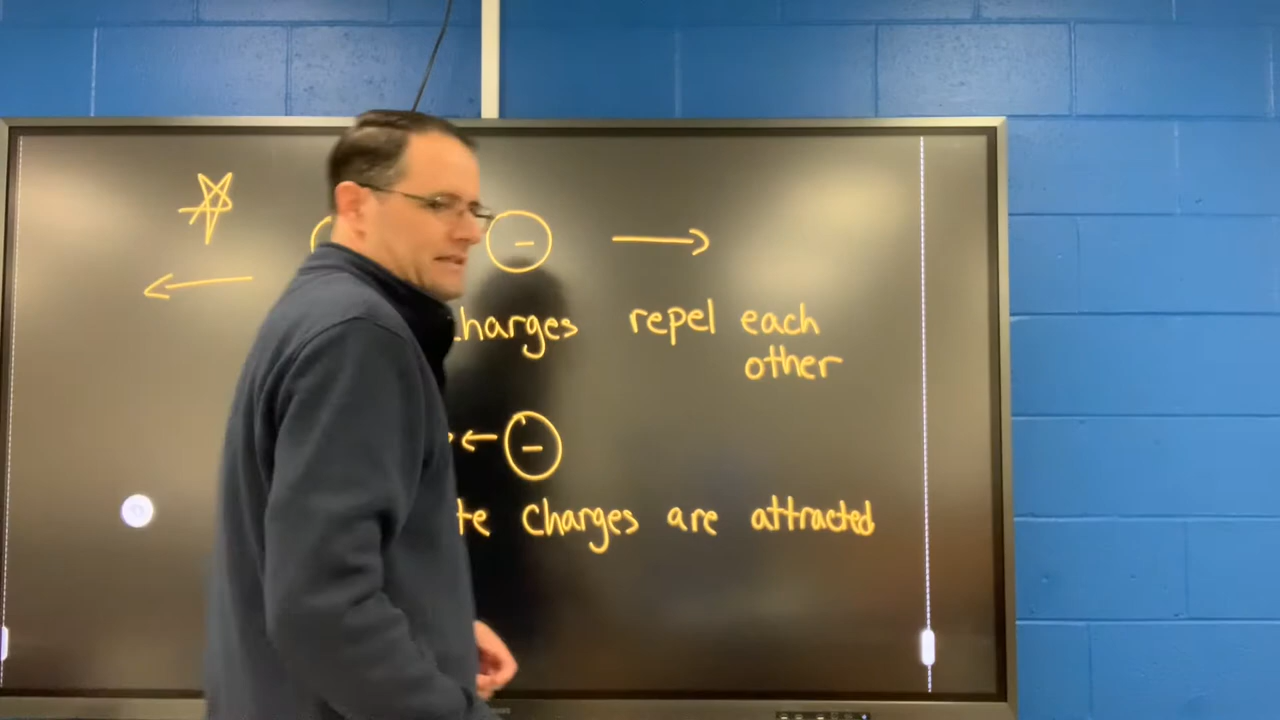 -
charges repel each
other
-
te charges are attracted